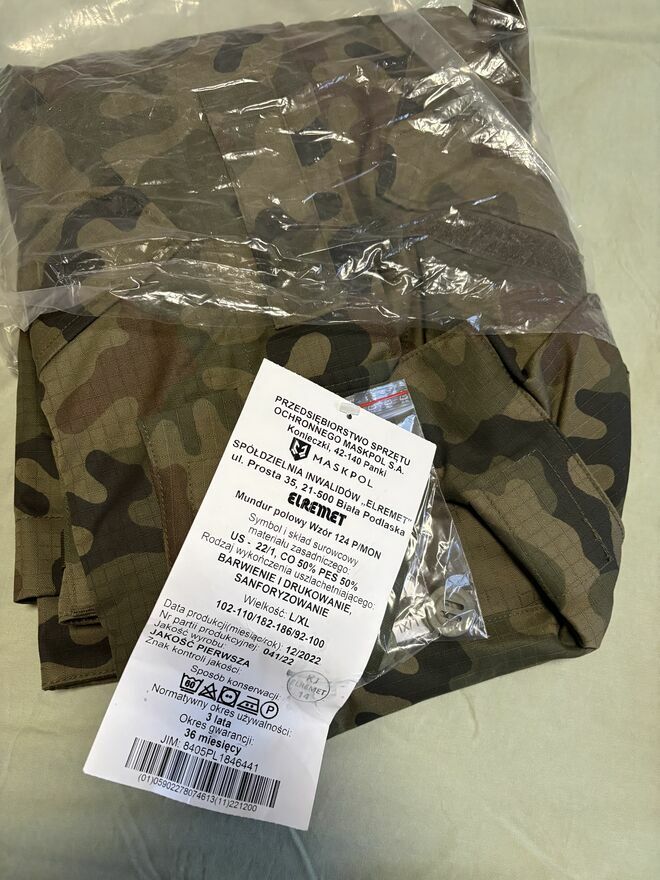 PRZEDSIĘBIORSTWO SPRZĘTU
OCHRONNEGO MASKPOL S.A.
Konieczki, 42-140 Panki
MASKPOL
SPÓŁDZIELNIA INWALIDÓW „ELREMET"
ul. Prosta 35, 21-500 Biała Podlaska
ELREMET
Mundur polowy Wzór 124 P/MON
Symbol i skład surowcowy
materiału zasadniczego:
US - 22/1, CO 50% PES 50%
Rodzaj wykończenia uszlachetniającego:
BARWIENIE I DRUKOWANIE,
SANFORYZOWANIE
Wielkość: L/XL
102-110/182-186/92-100
Data produkcji(miesiąc/rok): 12/2022
Nr partii produkcyjnej: 041/22
Jakość wyrobu:
JAKOŚĆ PIERWSZA
Znak kontroli jakości:
KJ
ELREMET
14
Sposób konserwacji
60
P
Normatywny okres używalności:
3 lata
Okres gwarancji:
36 miesięcy
JIM: 8405PL1846441
(01)05902278074613(11)221200